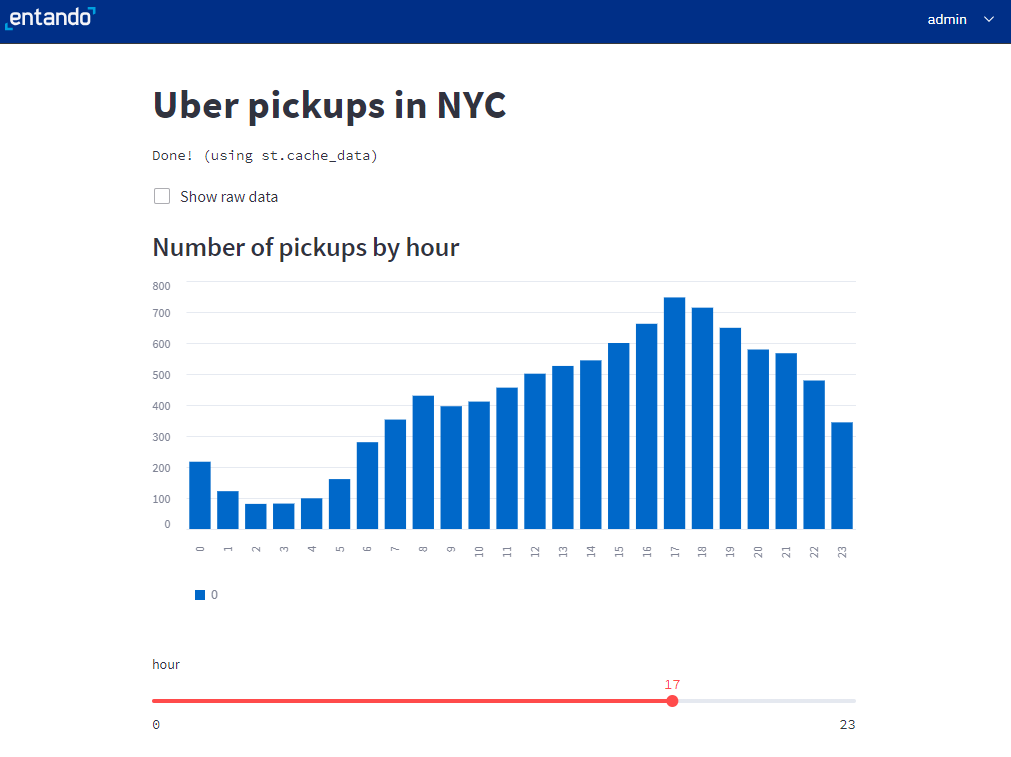 entando
admin
Uber pickups in NYC
Done! (using st.cache_data)
Show raw data
Number of pickups by hour
800
700
600
500
400
300
200
100
0
0 1 2 3 4 5 6 7 8 9 10 11 12 13 14 15 16 17 18 19 20 21 22 23
0
hour
17
0 23